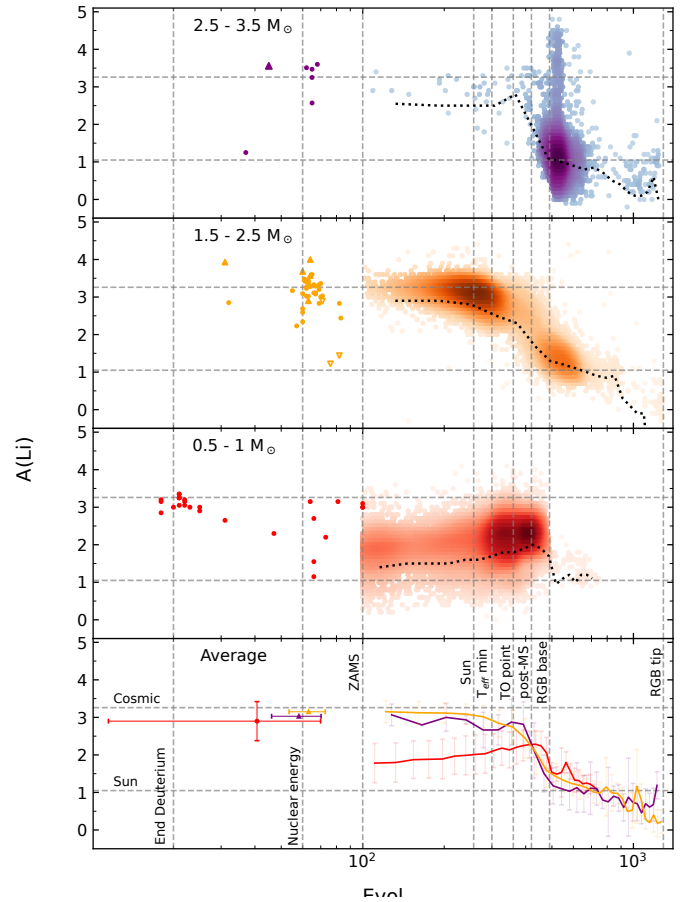 2.5 - 3.5 M⊙
5
4
3
2
1
0
1.5 - 2.5 M⊙
5
4
3
2
1
0
A(Li)
0.5 - 1 M⊙
5
4
3
2
1
0
Average
5
4
3
2
1
0
Cosmic
Sun
End Deuterium
Nuclear energy
ZAMS
Sun
T_eff min
TO point
post-MS
RGB base
RGB tip
10²
10³
Evol